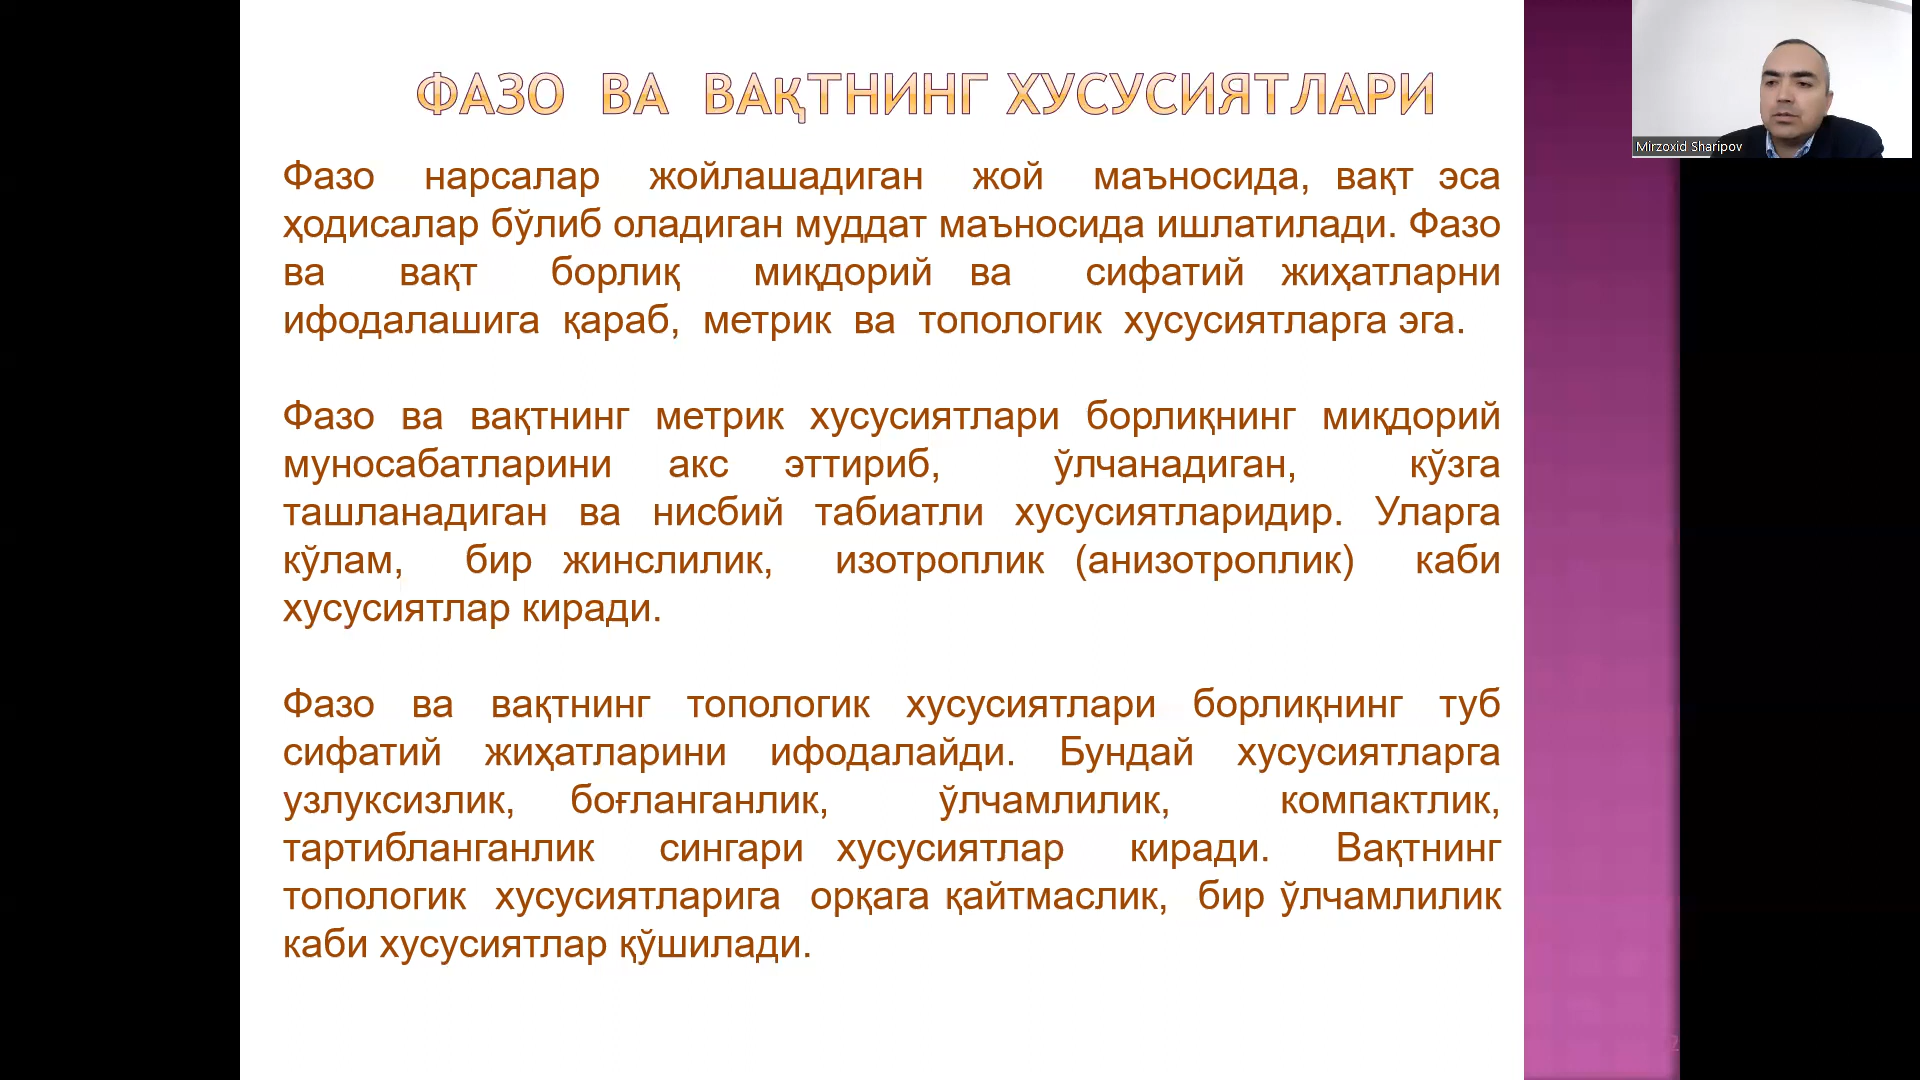 ФАЗО ВА ВАҚТНИНГ ХУСУСИЯТЛАРИ
Mirzoxid Sharipov
Фазо нарсалар жойлашадиган жой маъносида, вақт эса
ҳодисалар бўлиб оладиган муддат маъносида ишлатилади. Фазо
ва вақт борлиқ миқдорий ва сифатий жиҳатларни
ифодалашига қараб, метрик ва топологик хусусиятларга эга.
Фазо ва вақтнинг метрик хусусиятлари борлиқнинг миқдорий
муносабатларини акс эттириб, ўлчанадиган, кўзга
ташланадиган ва нисбий табиатли хусусиятларидир. Уларга
кўлам, бир жинслилик, изотроплик (анизотроплик) каби
хусусиятлар киради.
Фазо ва вақтнинг топологик хусусиятлари борлиқнинг туб
сифатий жиҳатларини ифодалайди. Бундай хусусиятларга
узлуксизлик, боғланганлик, ўлчамлилик, компактлик,
тартибланганлик сингари хусусиятлар киради. Вақтнинг
топологик хусусиятларига орқага қайтмаслик, бир ўлчамлилик
каби хусусиятлар қўшилади.